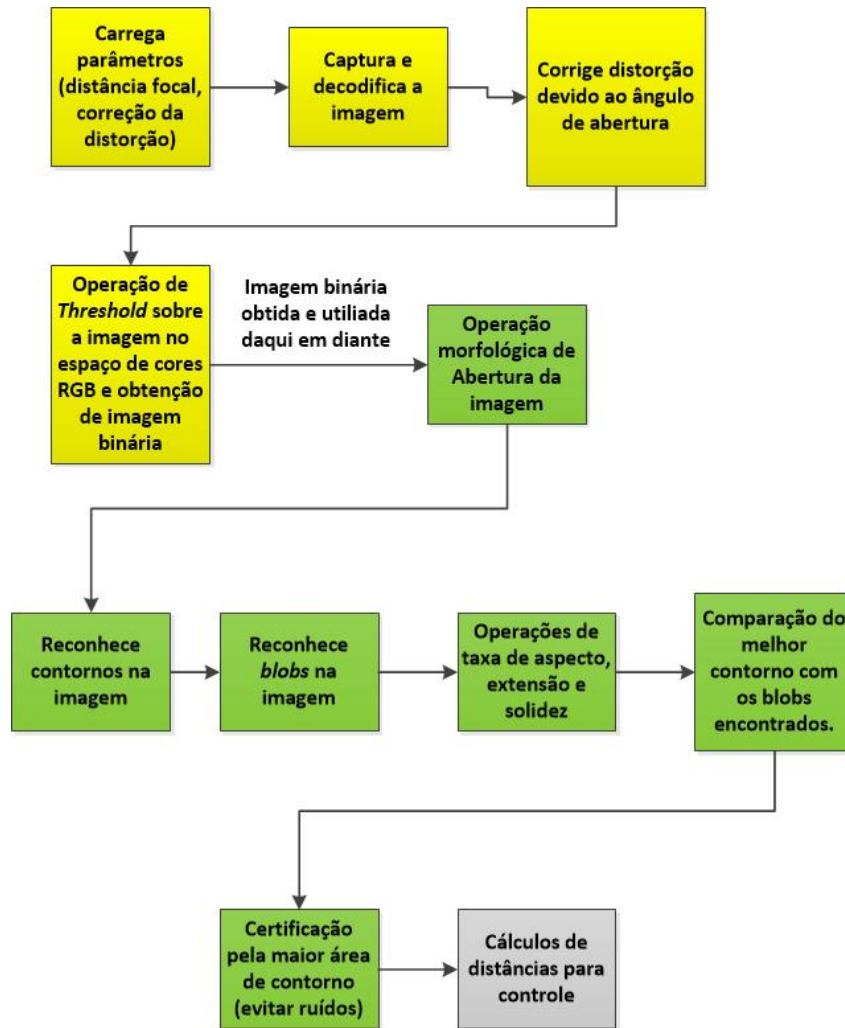 Carrega
parâmetros
(distância focal,
correção da
distorção)
Captura e
decodifica a
imagem
Corrige distorção
devido ao ângulo
de abertura
Operação de
Threshold sobre
a imagem no
espaço de cores
RGB e obtenção
de imagem
binária
Imagem binária
obtida e utiliada
daqui em diante
Operação
morfológica de
Abertura da
imagem
Reconhece
contornos na
imagem
Reconhece
blobs na
imagem
Operações de
taxa de aspecto,
extensão e
solidez
Comparação do
melhor
contorno com
os blobs
encontrados.
Certificação
pela maior área
de contorno
(evitar ruídos)
Cálculos de
distâncias para
controle